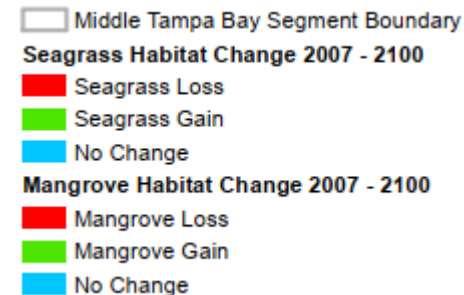 Middle Tampa Bay Segment Boundary
Seagrass Habitat Change 2007 - 2100
Seagrass Loss
Seagrass Gain
No Change
Mangrove Habitat Change 2007 - 2100
Mangrove Loss
Mangrove Gain
No Change